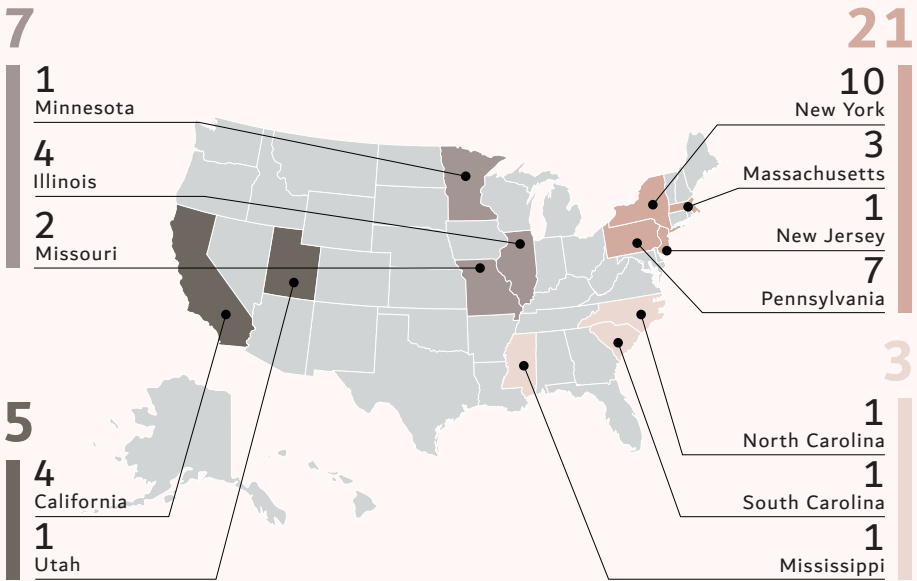 7
1
Minnesota
4
Illinois
2
Missouri
5
4
California
1
Utah
21
10
New York
3
Massachusetts
1
New Jersey
7
Pennsylvania
3
1
North Carolina
1
South Carolina
1
Mississippi